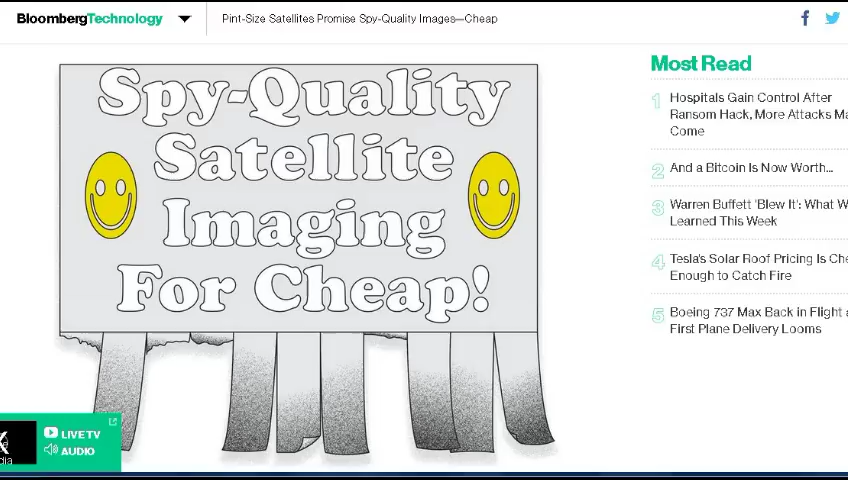 BloombergTechnology
Pint-Size Satellites Promise Spy-Quality Images—Cheap
Spy-Quality
Satellite
Imaging
For Cheap!
Most Read
1 Hospitals Gain Control After
Ransom Hack, More Attacks Ma
Come
2 And a Bitcoin Is Now Worth...
3 Warren Buffett 'Blew It': What W
Learned This Week
4 Tesla's Solar Roof Pricing Is Che
Enough to Catch Fire
5 Boeing 737 Max Back in Flight
First Plane Delivery Looms
LIVE TV
AUDIO
dia